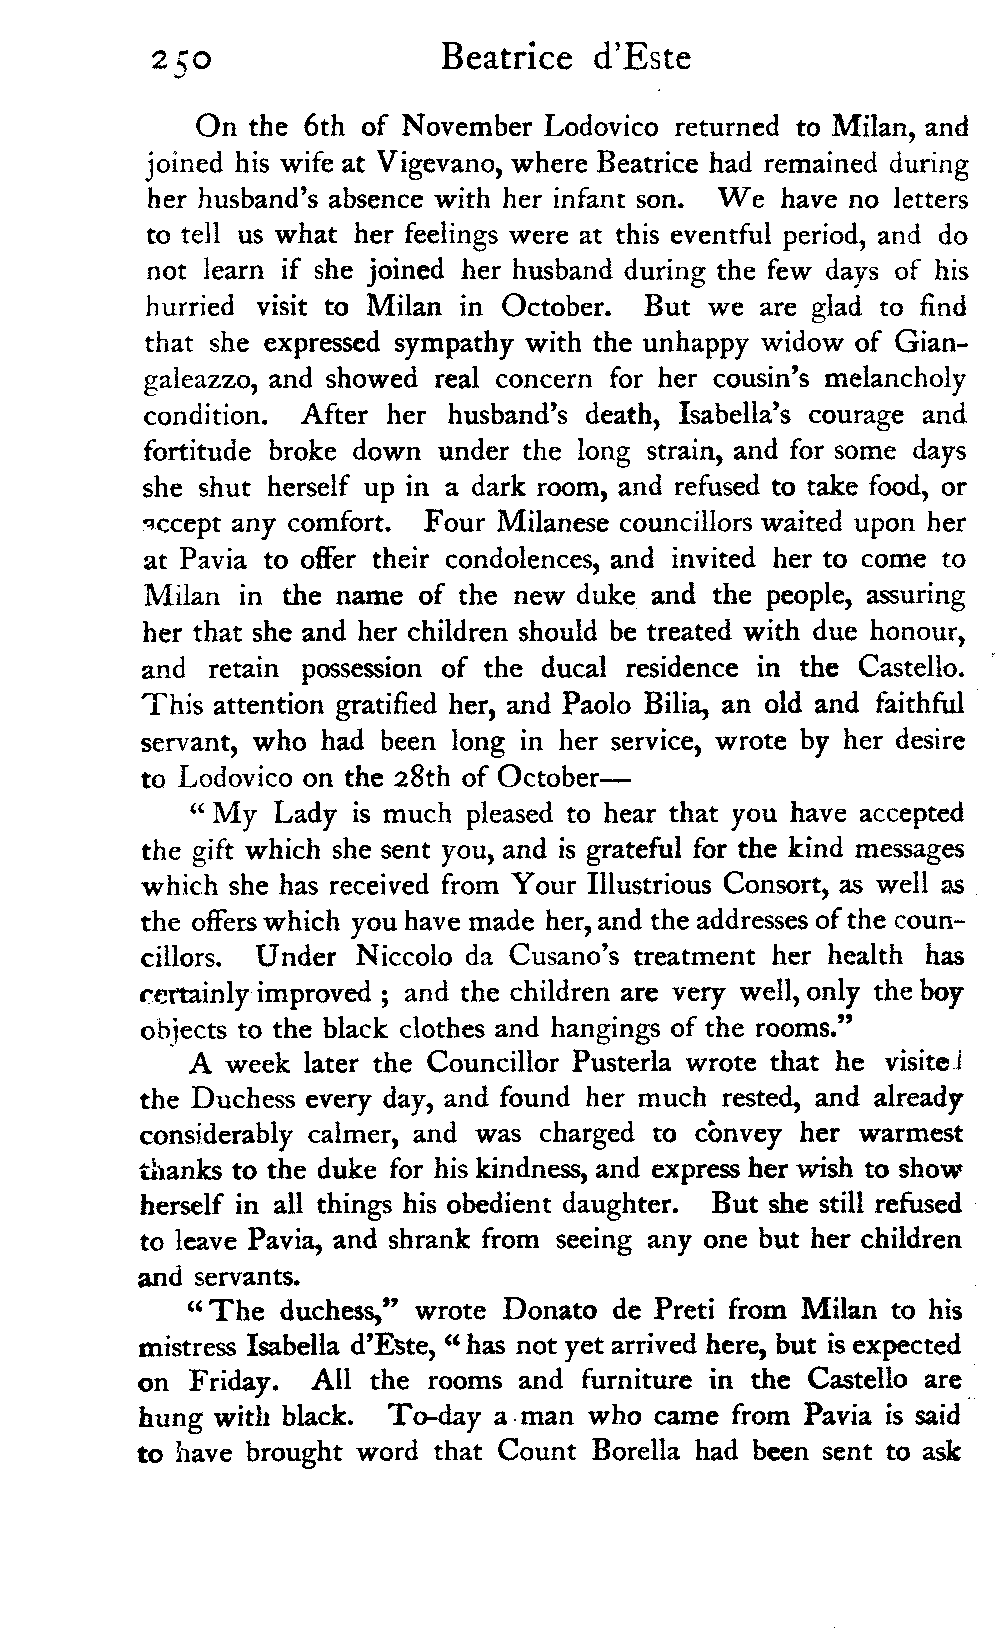 250 Beatrice d'Este
On the 6th of November Lodovico returned to Milan, and
joined his wife at Vigevano, where Beatrice had remained during
her husband's absence with her infant son. We have no letters
to tell us what her feelings were at this eventful period, and do
not learn if she joined her husband during the few days of his
hurried visit to Milan in October. But we are glad to find
that she expressed sympathy with the unhappy widow of Gian-
galeazzo, and showed real concern for her cousin's melancholy
condition. After her husband's death, Isabella's courage and
fortitude broke down under the long strain, and for some days
she shut herself up in a dark room, and refused to take food, or
accept any comfort. Four Milanese councillors waited upon her
at Pavia to offer their condolences, and invited her to come to
Milan in the name of the new duke and the people, assuring
her that she and her children should be treated with due honour,
and retain possession of the ducal residence in the Castello.
This attention gratified her, and Paolo Bilia, an old and faithful
servant, who had been long in her service, wrote by her desire
to Lodovico on the 28th of October—
"My Lady is much pleased to hear that you have accepted
the gift which she sent you, and is grateful for the kind messages
which she has received from Your Illustrious Consort, as well as
the offers which you have made her, and the addresses of the coun-
cillors. Under Niccolo da Cusano's treatment her health has
certainly improved ; and the children are very well, only the boy
objects to the black clothes and hangings of the rooms."
A week later the Councillor Pusterla wrote that he visited
the Duchess every day, and found her much rested, and already
considerably calmer, and was charged to convey her warmest
thanks to the duke for his kindness, and express her wish to show
herself in all things his obedient daughter. But she still refused
to leave Pavia, and shrank from seeing any one but her children
and servants.
"The duchess," wrote Donato de Preti from Milan to his
mistress Isabella d'Este, "has not yet arrived here, but is expected
on Friday. All the rooms and furniture in the Castello are
hung with black. To-day a man who came from Pavia is said
to have brought word that Count Borella had been sent to ask